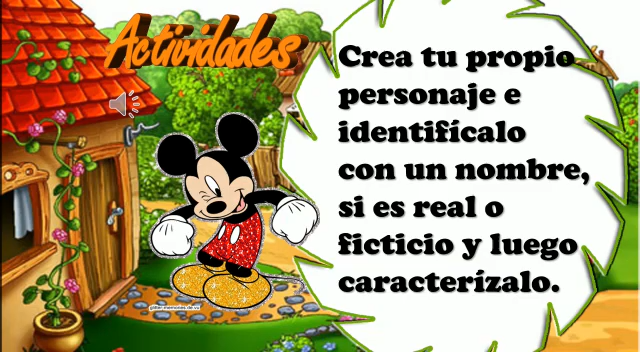 Actividades
Crea tu propio
personaje e
identifícalo
con un nombre,
si es real o
ficticio y luego
caracterízalo.